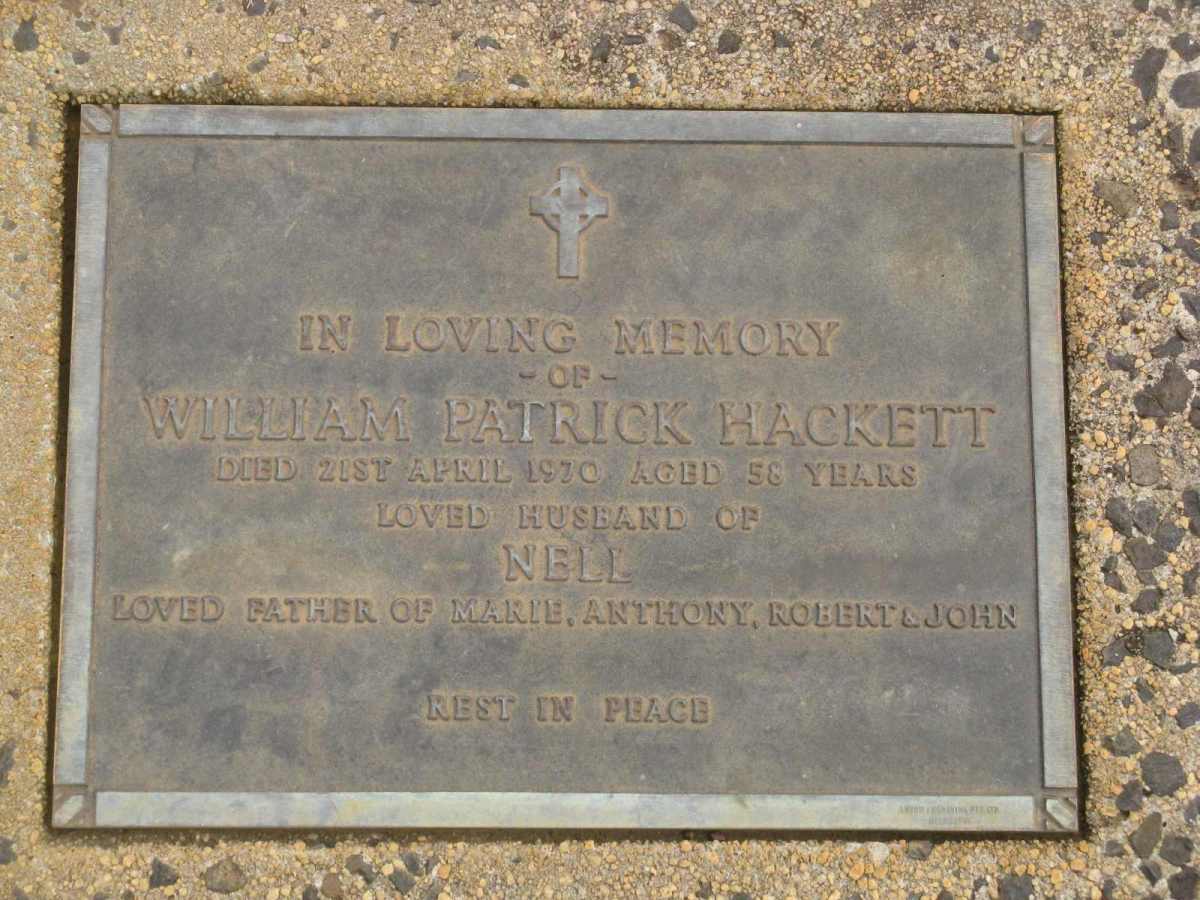 IN LOVING MEMORY
- OF -
WILLIAM PATRICK HACKETT
DIED 21ST APRIL 1970 AGED 58 YEARS
LOVED HUSBAND OF
NELL
LOVED FATHER OF MARIE, ANTHONY, ROBERT & JOHN
REST IN PEACE